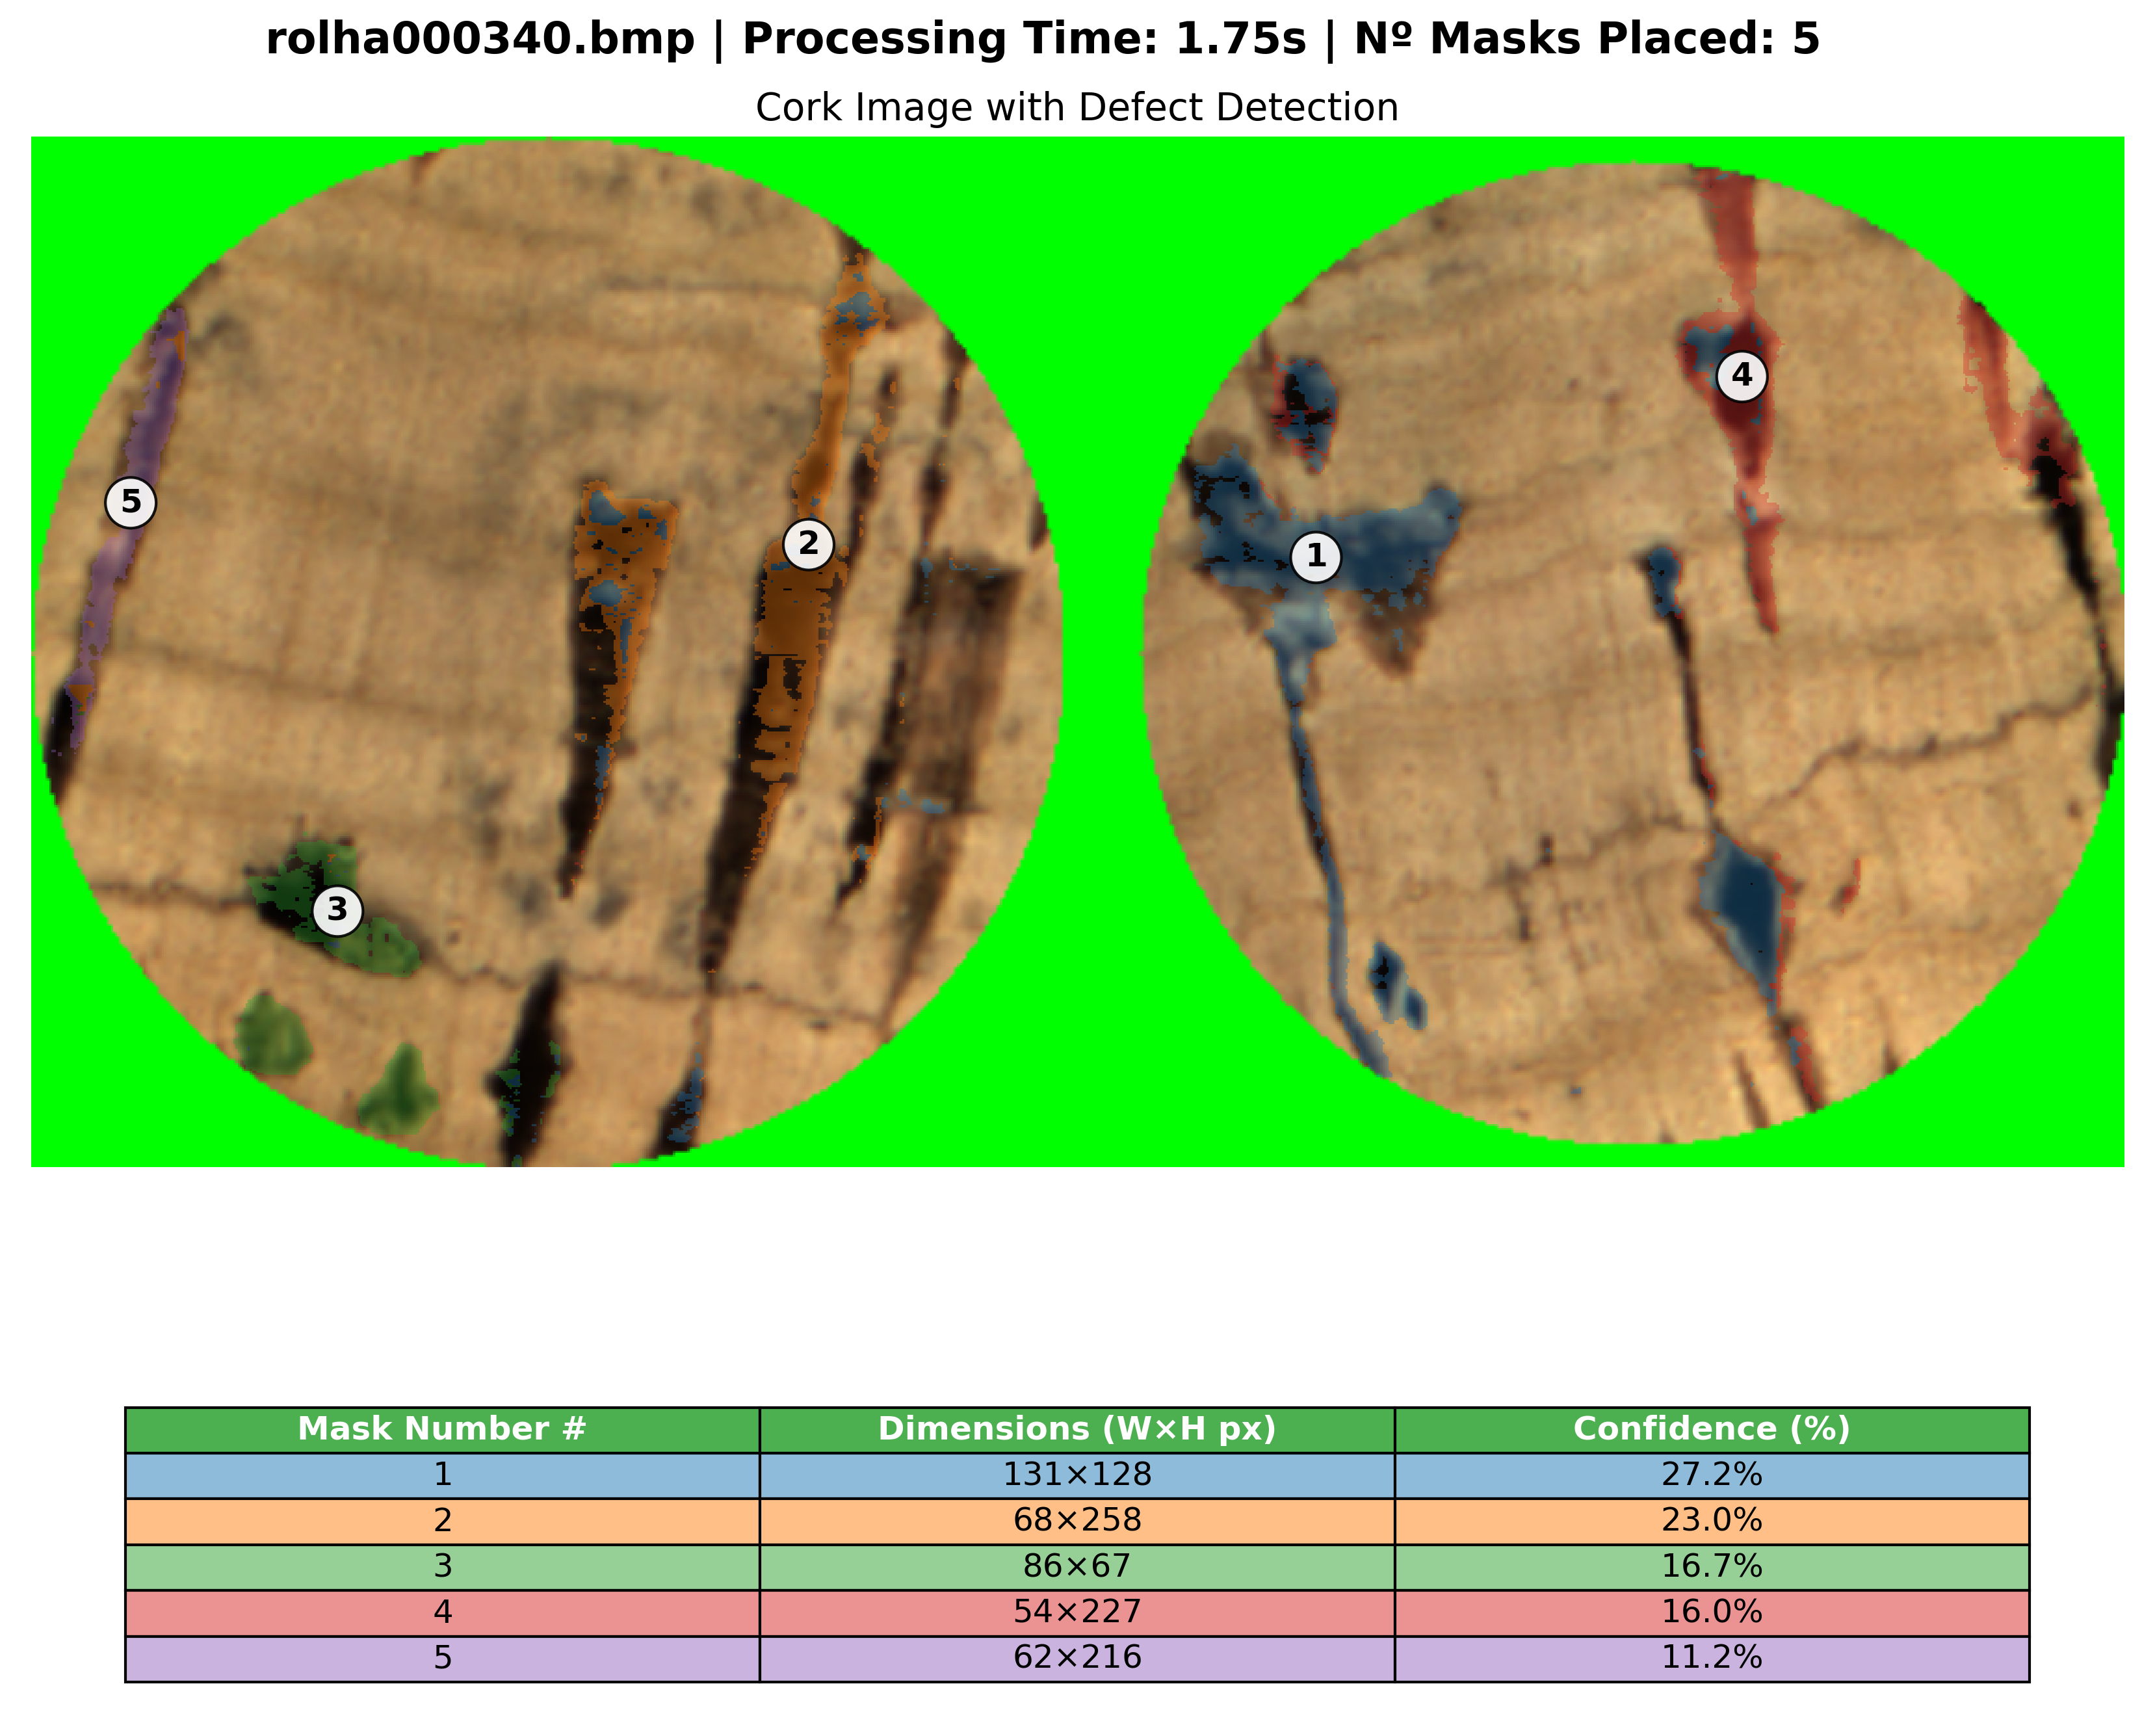 rolha000340.bmp | Processing Time: 1.75s | Nº Masks Placed: 5
Cork Image with Defect Detection
5
2
3
1
4
Mask Number # Dimensions (W×H px) Confidence (%)
1 131×128 27.2%
2 68×258 23.0%
3 86×67 16.7%
4 54×227 16.0%
5 62×216 11.2%